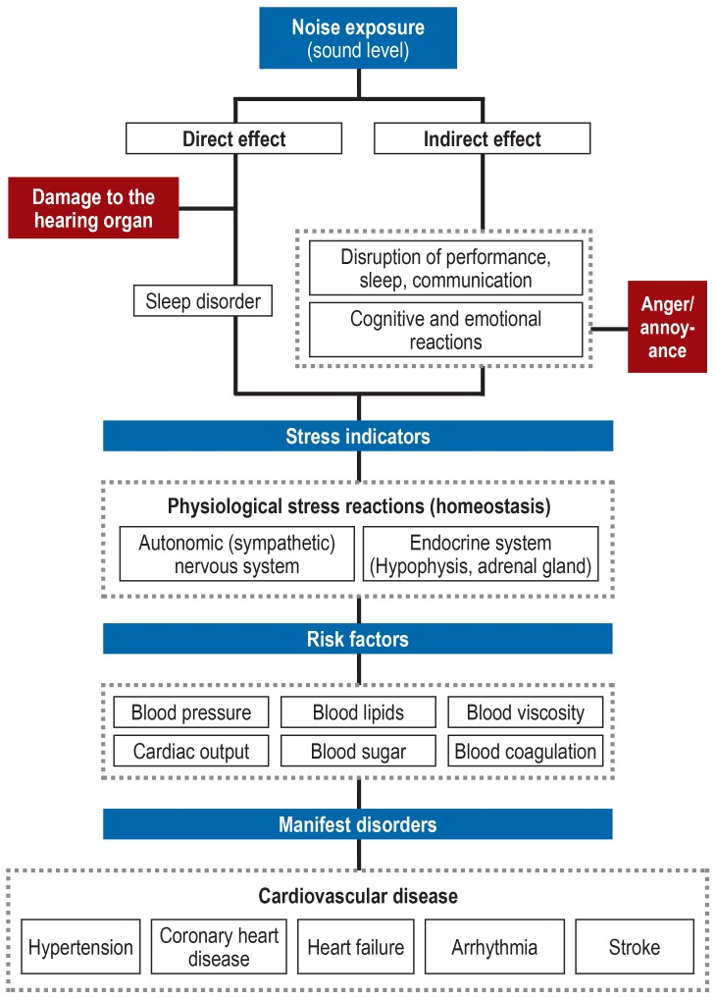 Noise exposure
(sound level)
Direct effect
Indirect effect
Damage to the
hearing organ
Disruption of performance,
sleep, communication
Sleep disorder
Cognitive and emotional
reactions
Anger/
annoy-
ance
Stress indicators
Physiological stress reactions (homeostasis)
Autonomic (sympathetic)
nervous system
Endocrine system
(Hypophysis, adrenal gland)
Risk factors
Blood pressure
Blood lipids
Blood viscosity
Cardiac output
Blood sugar
Blood coagulation
Manifest disorders
Cardiovascular disease
Hypertension
Coronary heart
disease
Heart failure
Arrhythmia
Stroke